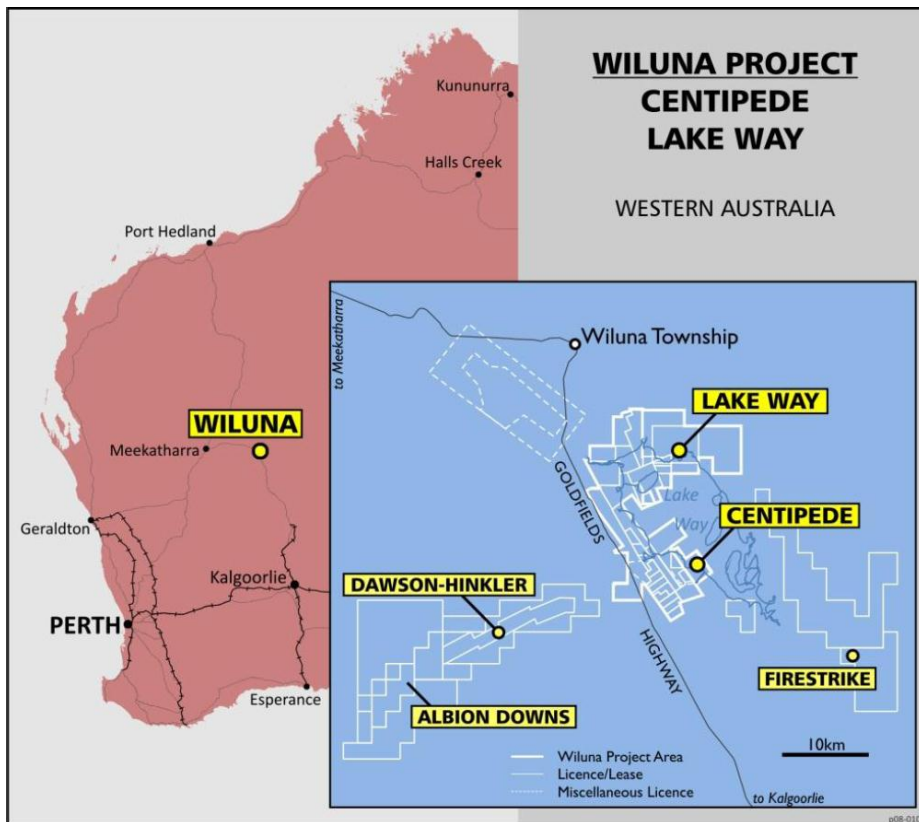 WILUNA PROJECT
CENTIPEDE
LAKE WAY
WESTERN AUSTRALIA
Kununurra
Halls Creek
Port Hedland
WILUNA
Meekatharra
Geraldton
Kalgoorlie
PERTH
Esperance
to Meekatharra
Wiluna Township
LAKE WAY
GOLDFIELDS
Lake
Way
CENTIPEDE
DAWSON-HINKLER
HIGHWAY
FIRESTRIKE
ALBION DOWNS
10km
Wiluna Project Area
Licence/Lease
Miscellaneous Licence
to Kalgoorlie